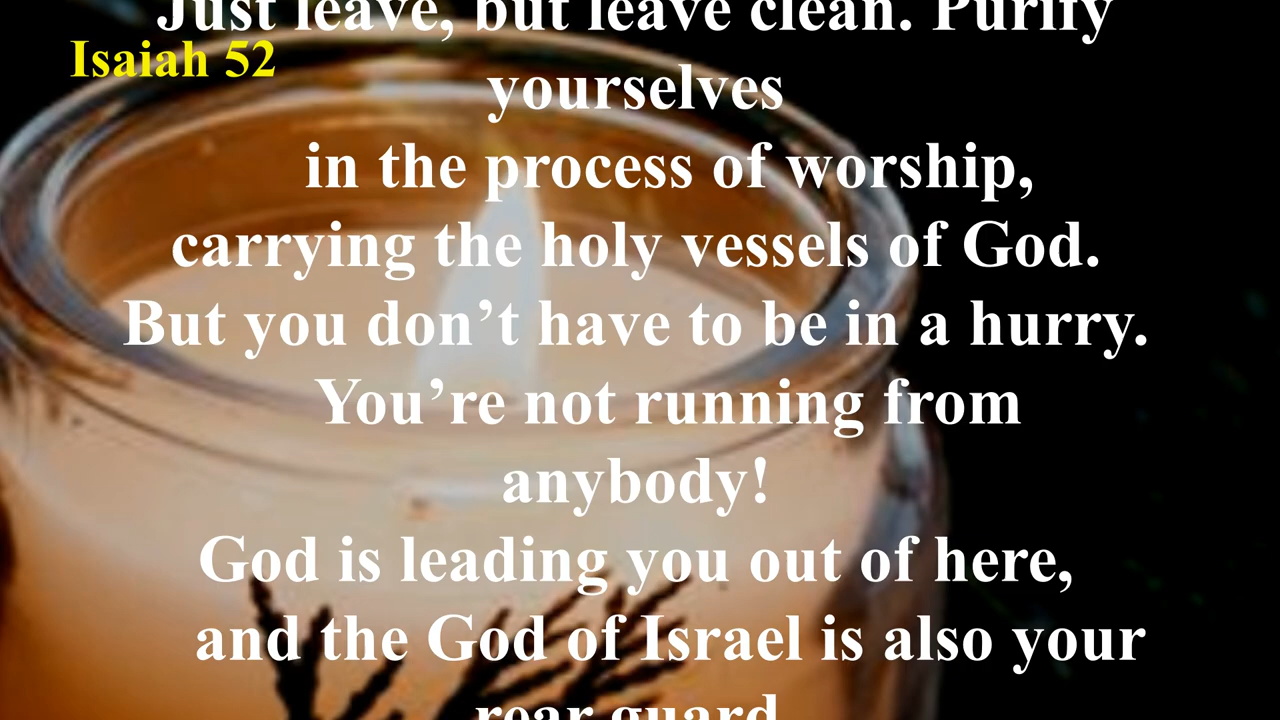 Just leave, but leave clean. Purify
Isaiah 52
yourselves
in the process of worship,
carrying the holy vessels of God.
But you don’t have to be in a hurry.
You’re not running from
anybody!
God is leading you out of here,
and the God of Israel is also your
rear guard